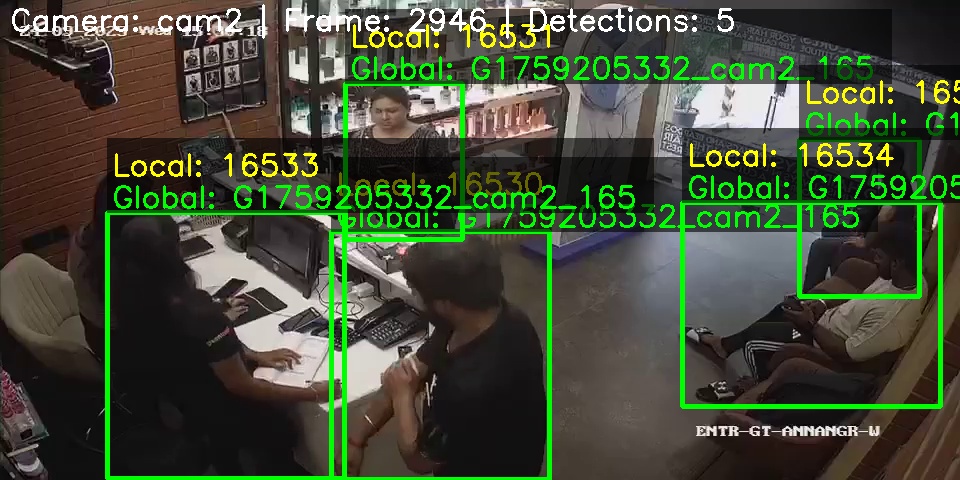 Camera: cam2 | Frame: 2946 | Detections: 5
Local: 16531
Global: G1759205332_cam2_165
Local: 165
Global: G1
Local: 16533
Global: G1759205332_cam2_165
Local: 16534
Global: G1759205
Local: 16530
Global: G1759205332_cam2_165
ENTR-GT-ANNANGR-W